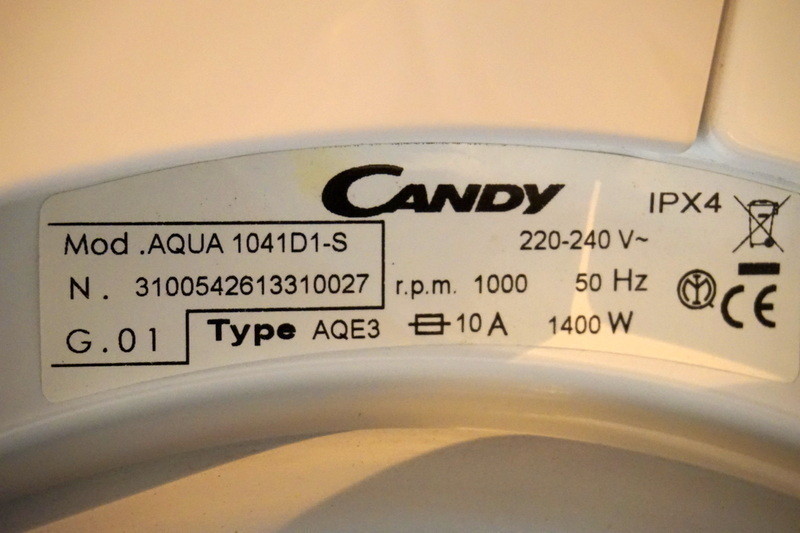 CANDY
IPX4
Mod .AQUA 1041D1-S
220-240 V~
N. 3100542613310027
r.p.m. 1000 50 Hz
G.01
Type AQE3 10 A 1400 W
CE